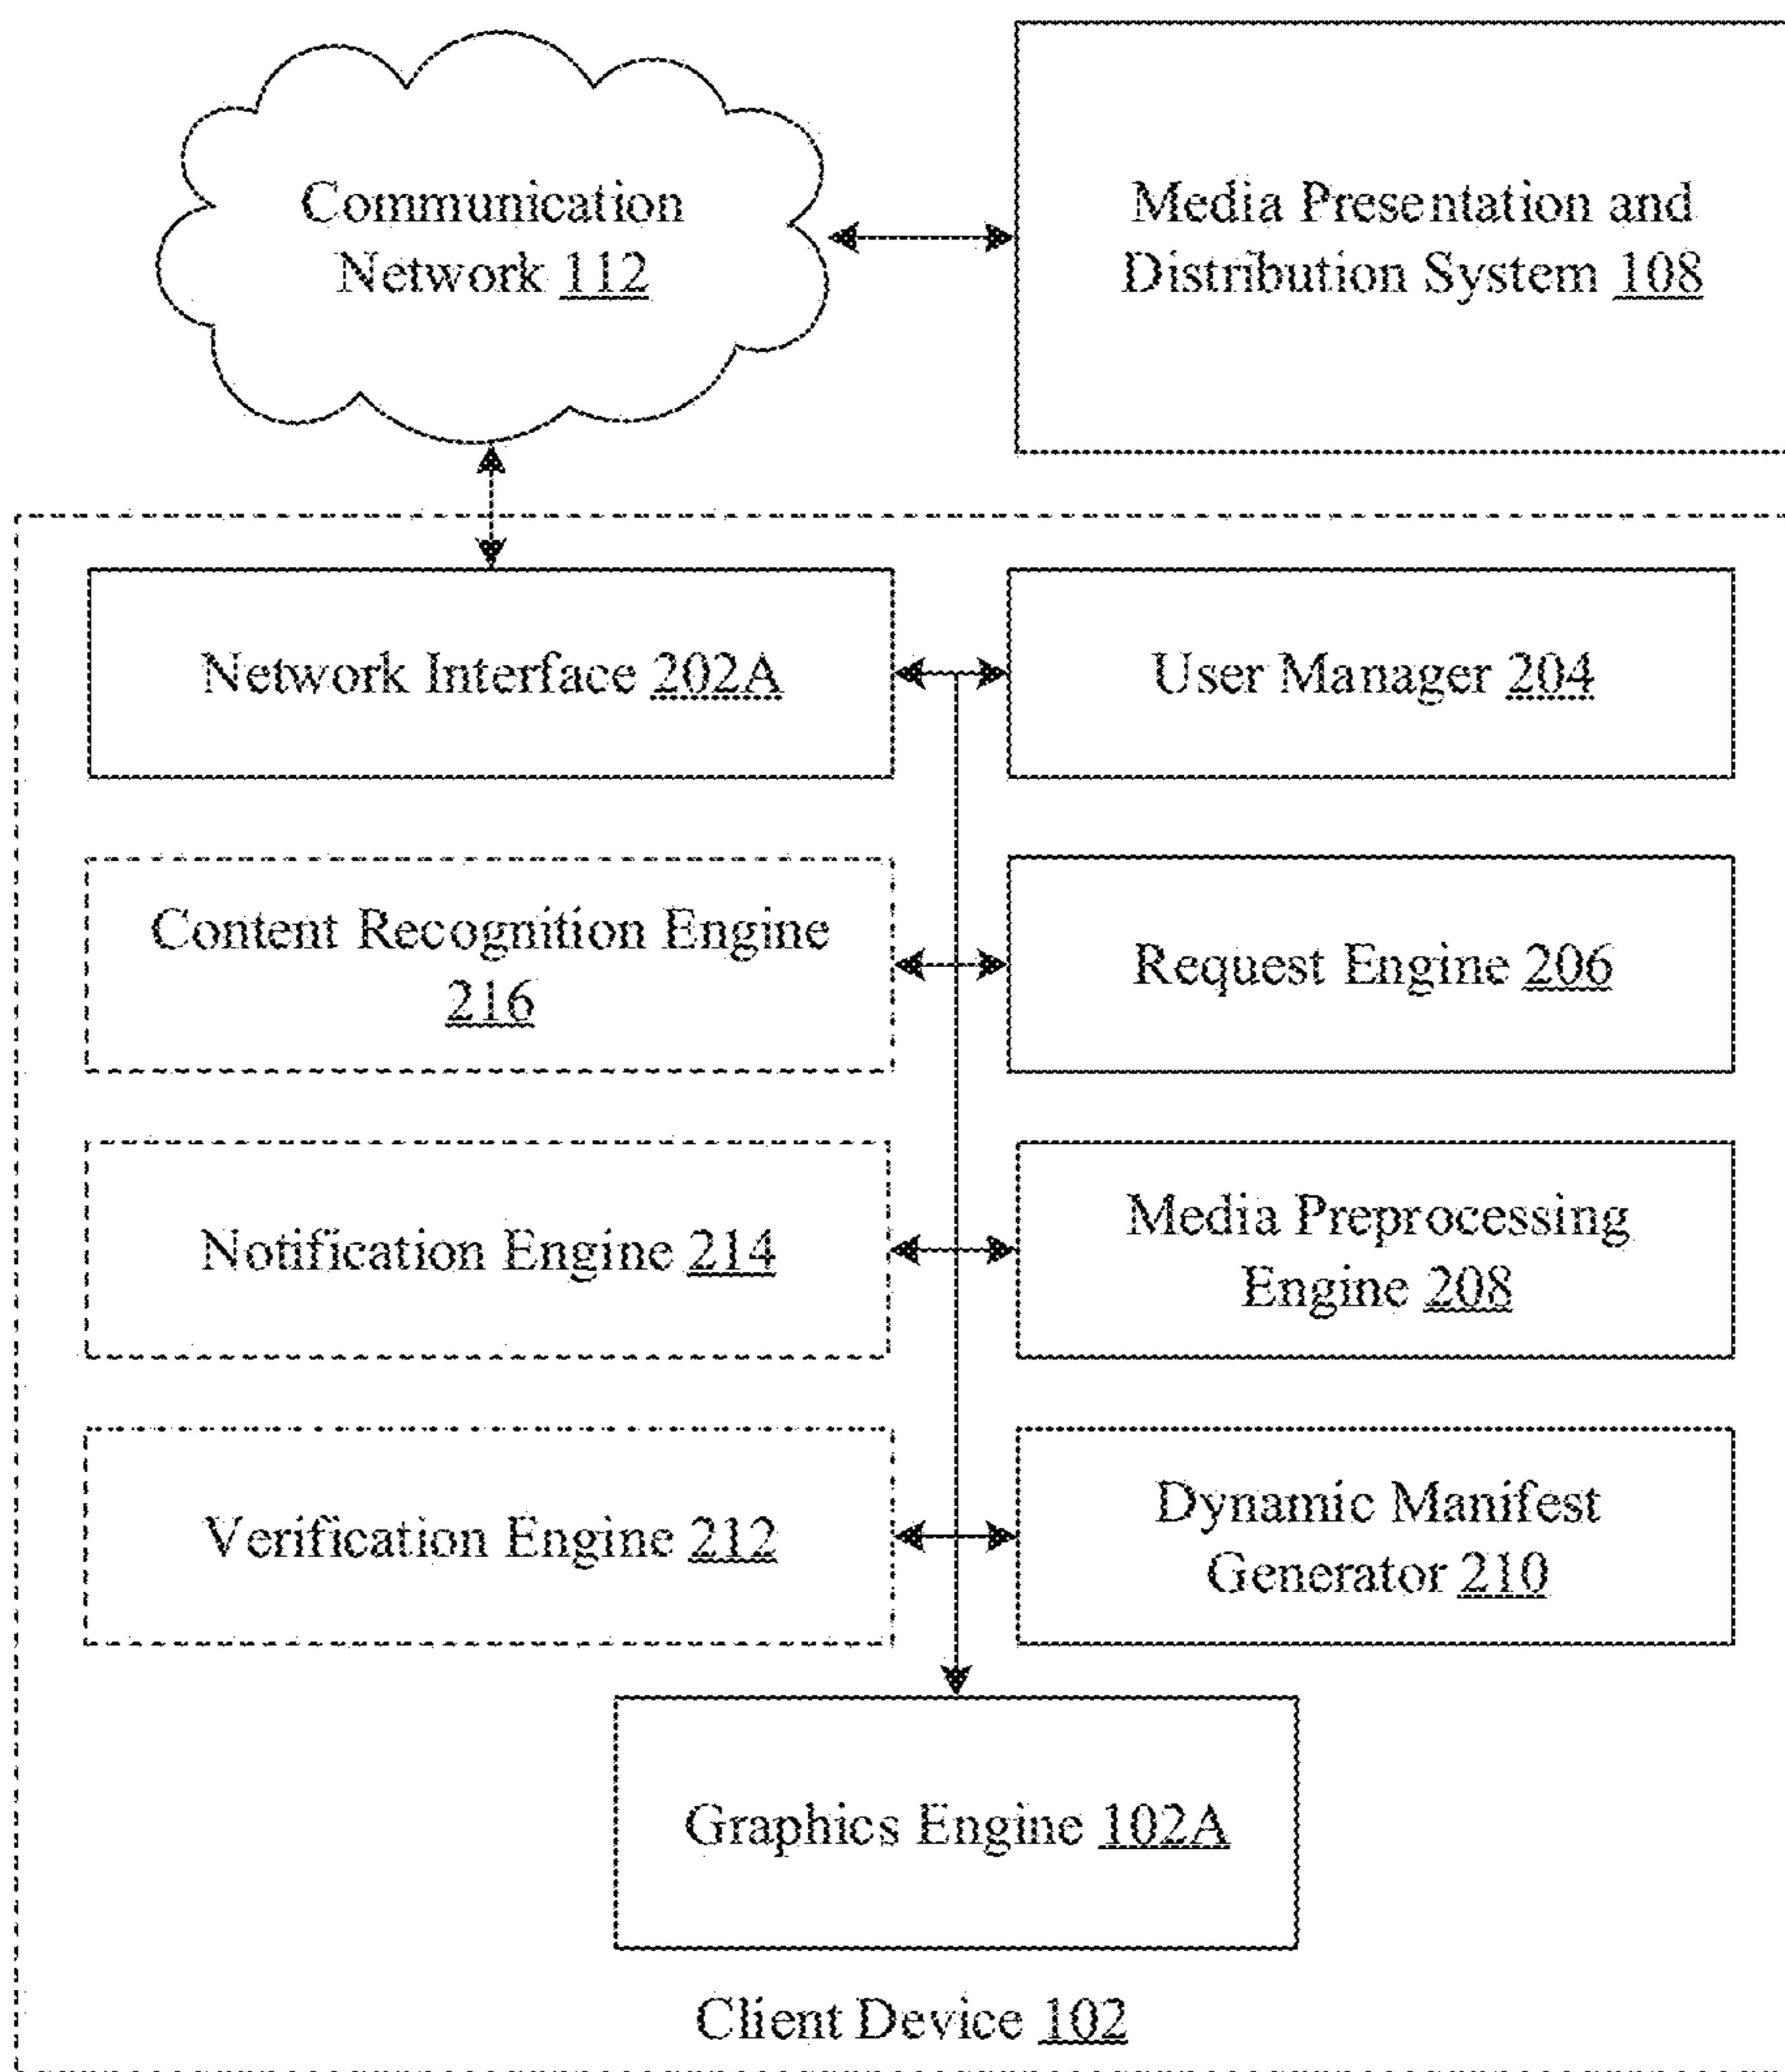 Communication
Network 112
Media Presentation and
Distribution System 108
Network Interface 202A
User Manager 204
Content Recognition Engine
216
Request Engine 206
Notification Engine 214
Media Preprocessing
Engine 208
Verification Engine 212
Dynamic Manifest
Generator 210
Graphics Engine 102A
Client Device 102